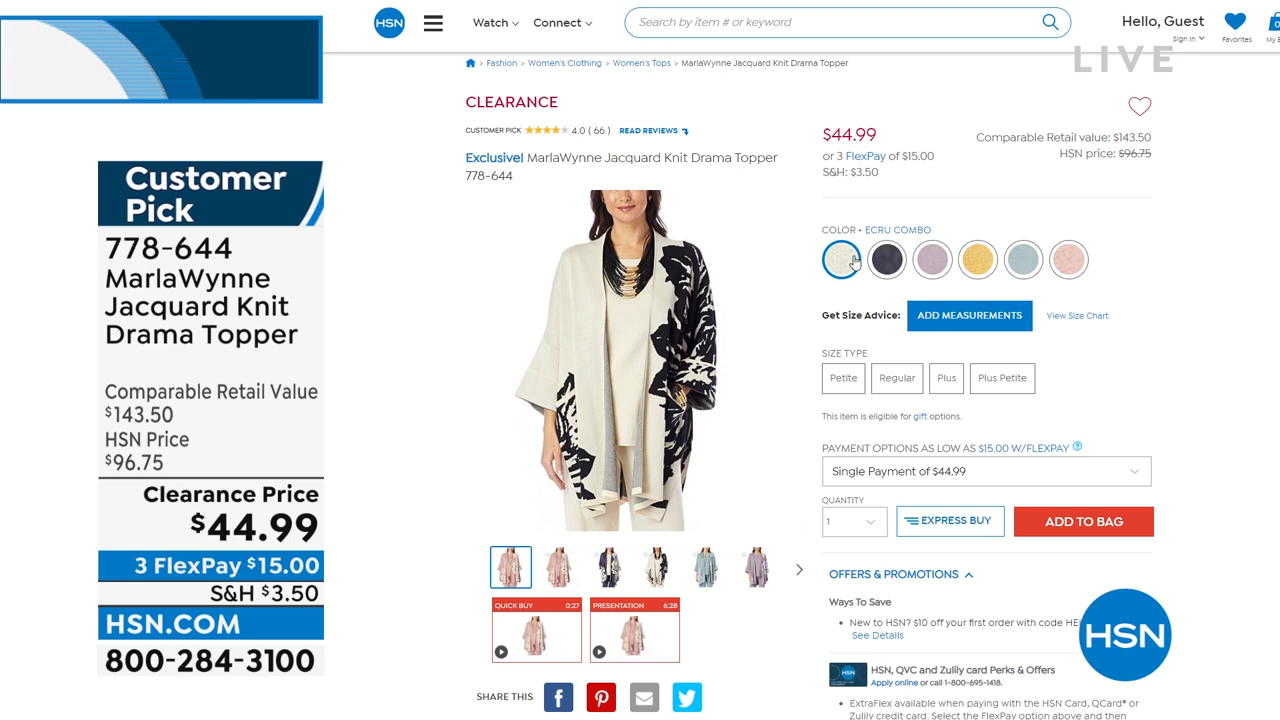 HSN
Watch
Connect
Search by item # or keyword
Hello, Guest
Sign In
Favorites
0
LIVE
> Fashion > Women's Clothing > Women's Tops > MarlaWynne Jacquard Knit Drama Topper
CLEARANCE
CUSTOMER PICK 4.0 ( 66 ) READ REVIEWS
Exclusive! MarlaWynne Jacquard Knit Drama Topper
778-644
$44.99
or 3 FlexPay of $15.00
S&H: $3.50
Comparable Retail value: $143.50
HSN price: $96.75
COLOR • ECRU COMBO
Get Size Advice: ADD MEASUREMENTS View Size Chart
SIZE TYPE
Petite Regular Plus Plus Petite
This item is eligible for gift options.
PAYMENT OPTIONS AS LOW AS $15.00 W/FLEXPAY ?
Single Payment of $44.99
QUANTITY
1
EXPRESS BUY
ADD TO BAG
OFFERS & PROMOTIONS
Ways To Save
• New to HSN? $10 off your first order with code
See Details
HSN, QVC and Zulily card Perks & Offers
Apply online or call 1-800-695-1418.
• ExtraFlex available when paying with the HSN Card, QCard® or
Zulily credit card. Select the FlexPay option above and then
QUICK BUY 0:27
PRESENTATION 6:28
SHARE THIS
Customer
Pick
778-644
MarlaWynne
Jacquard Knit
Drama Topper
Comparable Retail Value
$143.50
HSN Price
$96.75
Clearance Price
$44.99
3 FlexPay $15.00
S&H $3.50
HSN.COM
800-284-3100
HSN